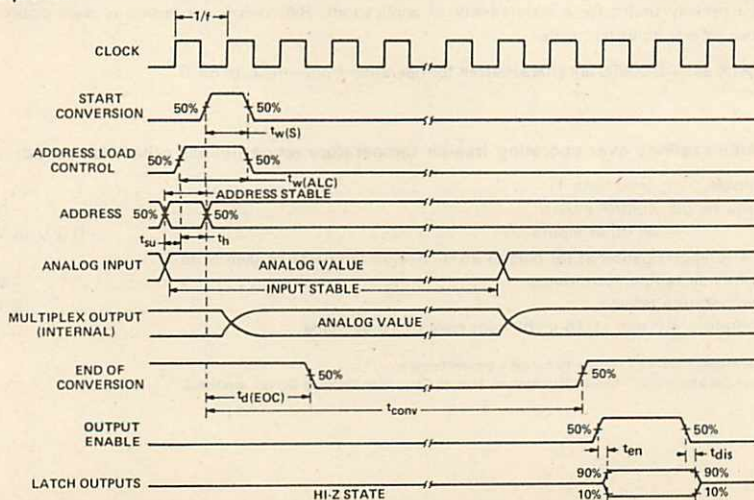 1/f
CLOCK
START
CONVERSION
50% 50%
tw(S)
ADDRESS LOAD
CONTROL
50% 50%
tw(ALC)
ADDRESS STABLE
ADDRESS
50% 50%
tsu th
ANALOG INPUT ANALOG VALUE
INPUT STABLE
MULTIPLEX OUTPUT
(INTERNAL)
ANALOG VALUE
END OF
CONVERSION
50% 50%
td(EOC)
tconv
OUTPUT
ENABLE
50% 50%
ten tdis
LATCH OUTPUTS
HI-Z STATE
90% 90%
10% 10%